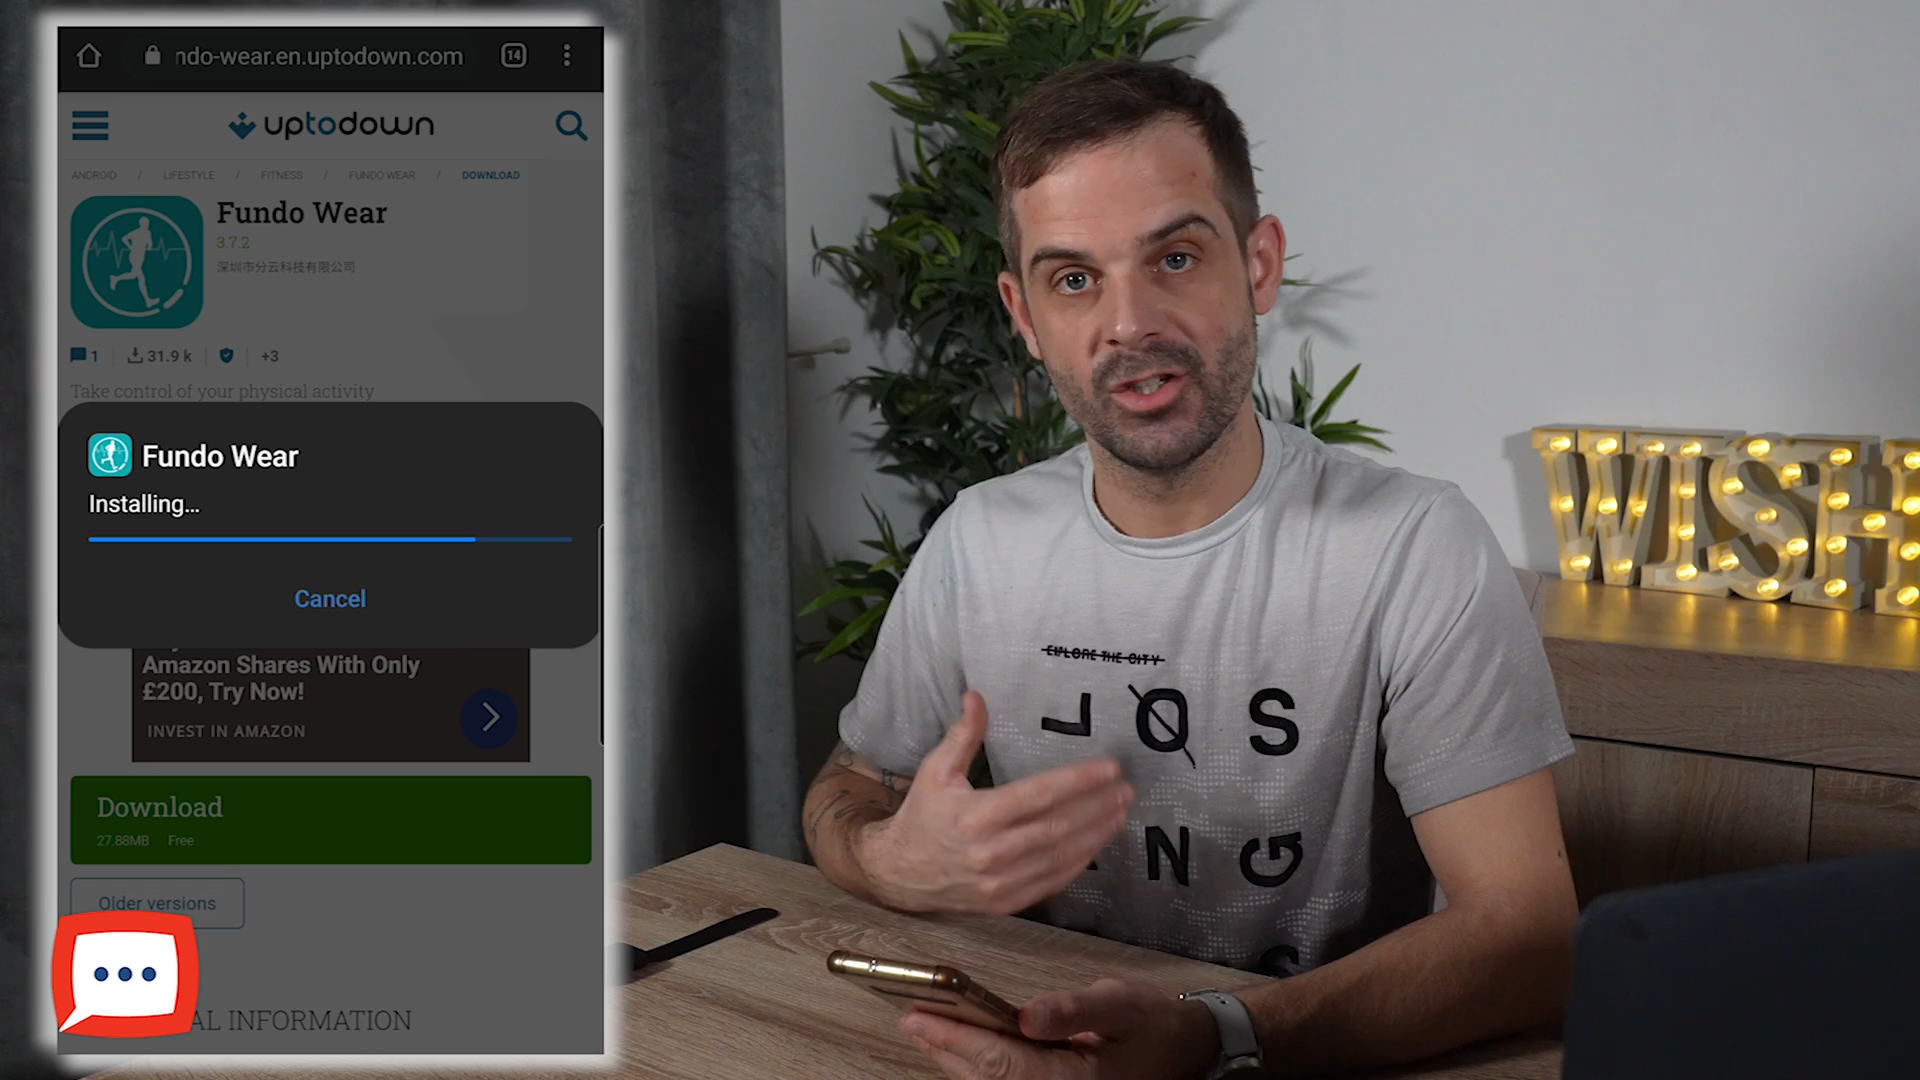 ndo-wear.en.uptodown.com
14
uptodown
ANDROID / LIFESTYLE / FITNESS / FUNDO WEAR / DOWNLOAD
Fundo Wear
3.7.2
深圳市分云科技有限公司
1 31.9 k +3
Take control of your physical activity
Fundo Wear
Installing...
Cancel
Amazon Shares With Only
£200, Try Now!
INVEST IN AMAZON
Download
27.88MB Free
Older versions
AL INFORMATION
EXPLORE THE CITY
LOS
NG
WISH